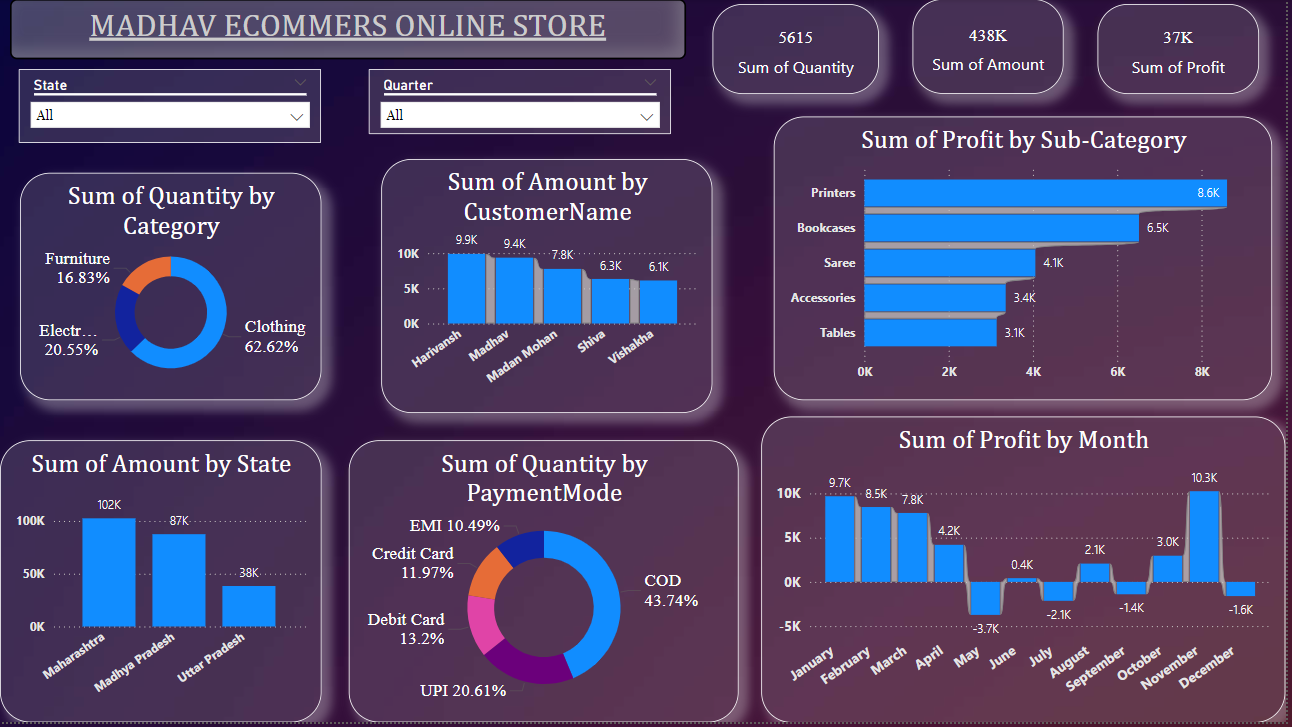 MADHAV ECOMMERS ONLINE STORE
5615
Sum of Quantity
438K
Sum of Amount
37K
Sum of Profit
State
All
Quarter
All
Sum of Quantity by
Category
Furniture
16.83%
Electr...
20.55%
Clothing
62.62%
Sum of Amount by
CustomerName
10K
5K
0K
9.9K
9.4K
7.8K
6.3K
6.1K
Harivansh
Madhav
Madan Mohan
Shiva
Vishakha
Sum of Profit by Sub-Category
Printers
8.6K
Bookcases
6.5K
Saree
4.1K
Accessories
3.4K
Tables
3.1K
0K
2K
4K
6K
8K
Sum of Amount by State
100K
50K
0K
102K
87K
38K
Maharashtra
Madhya Pradesh
Uttar Pradesh
Sum of Quantity by
PaymentMode
EMI 10.49%
Credit Card
11.97%
Debit Card
13.2%
UPI 20.61%
COD
43.74%
Sum of Profit by Month
10K
5K
0K
-5K
9.7K
8.5K
7.8K
4.2K
-3.7K
0.4K
-2.1K
2.1K
-1.4K
3.0K
10.3K
-1.6K
January
February
March
April
May
June
July
August
September
October
November
December